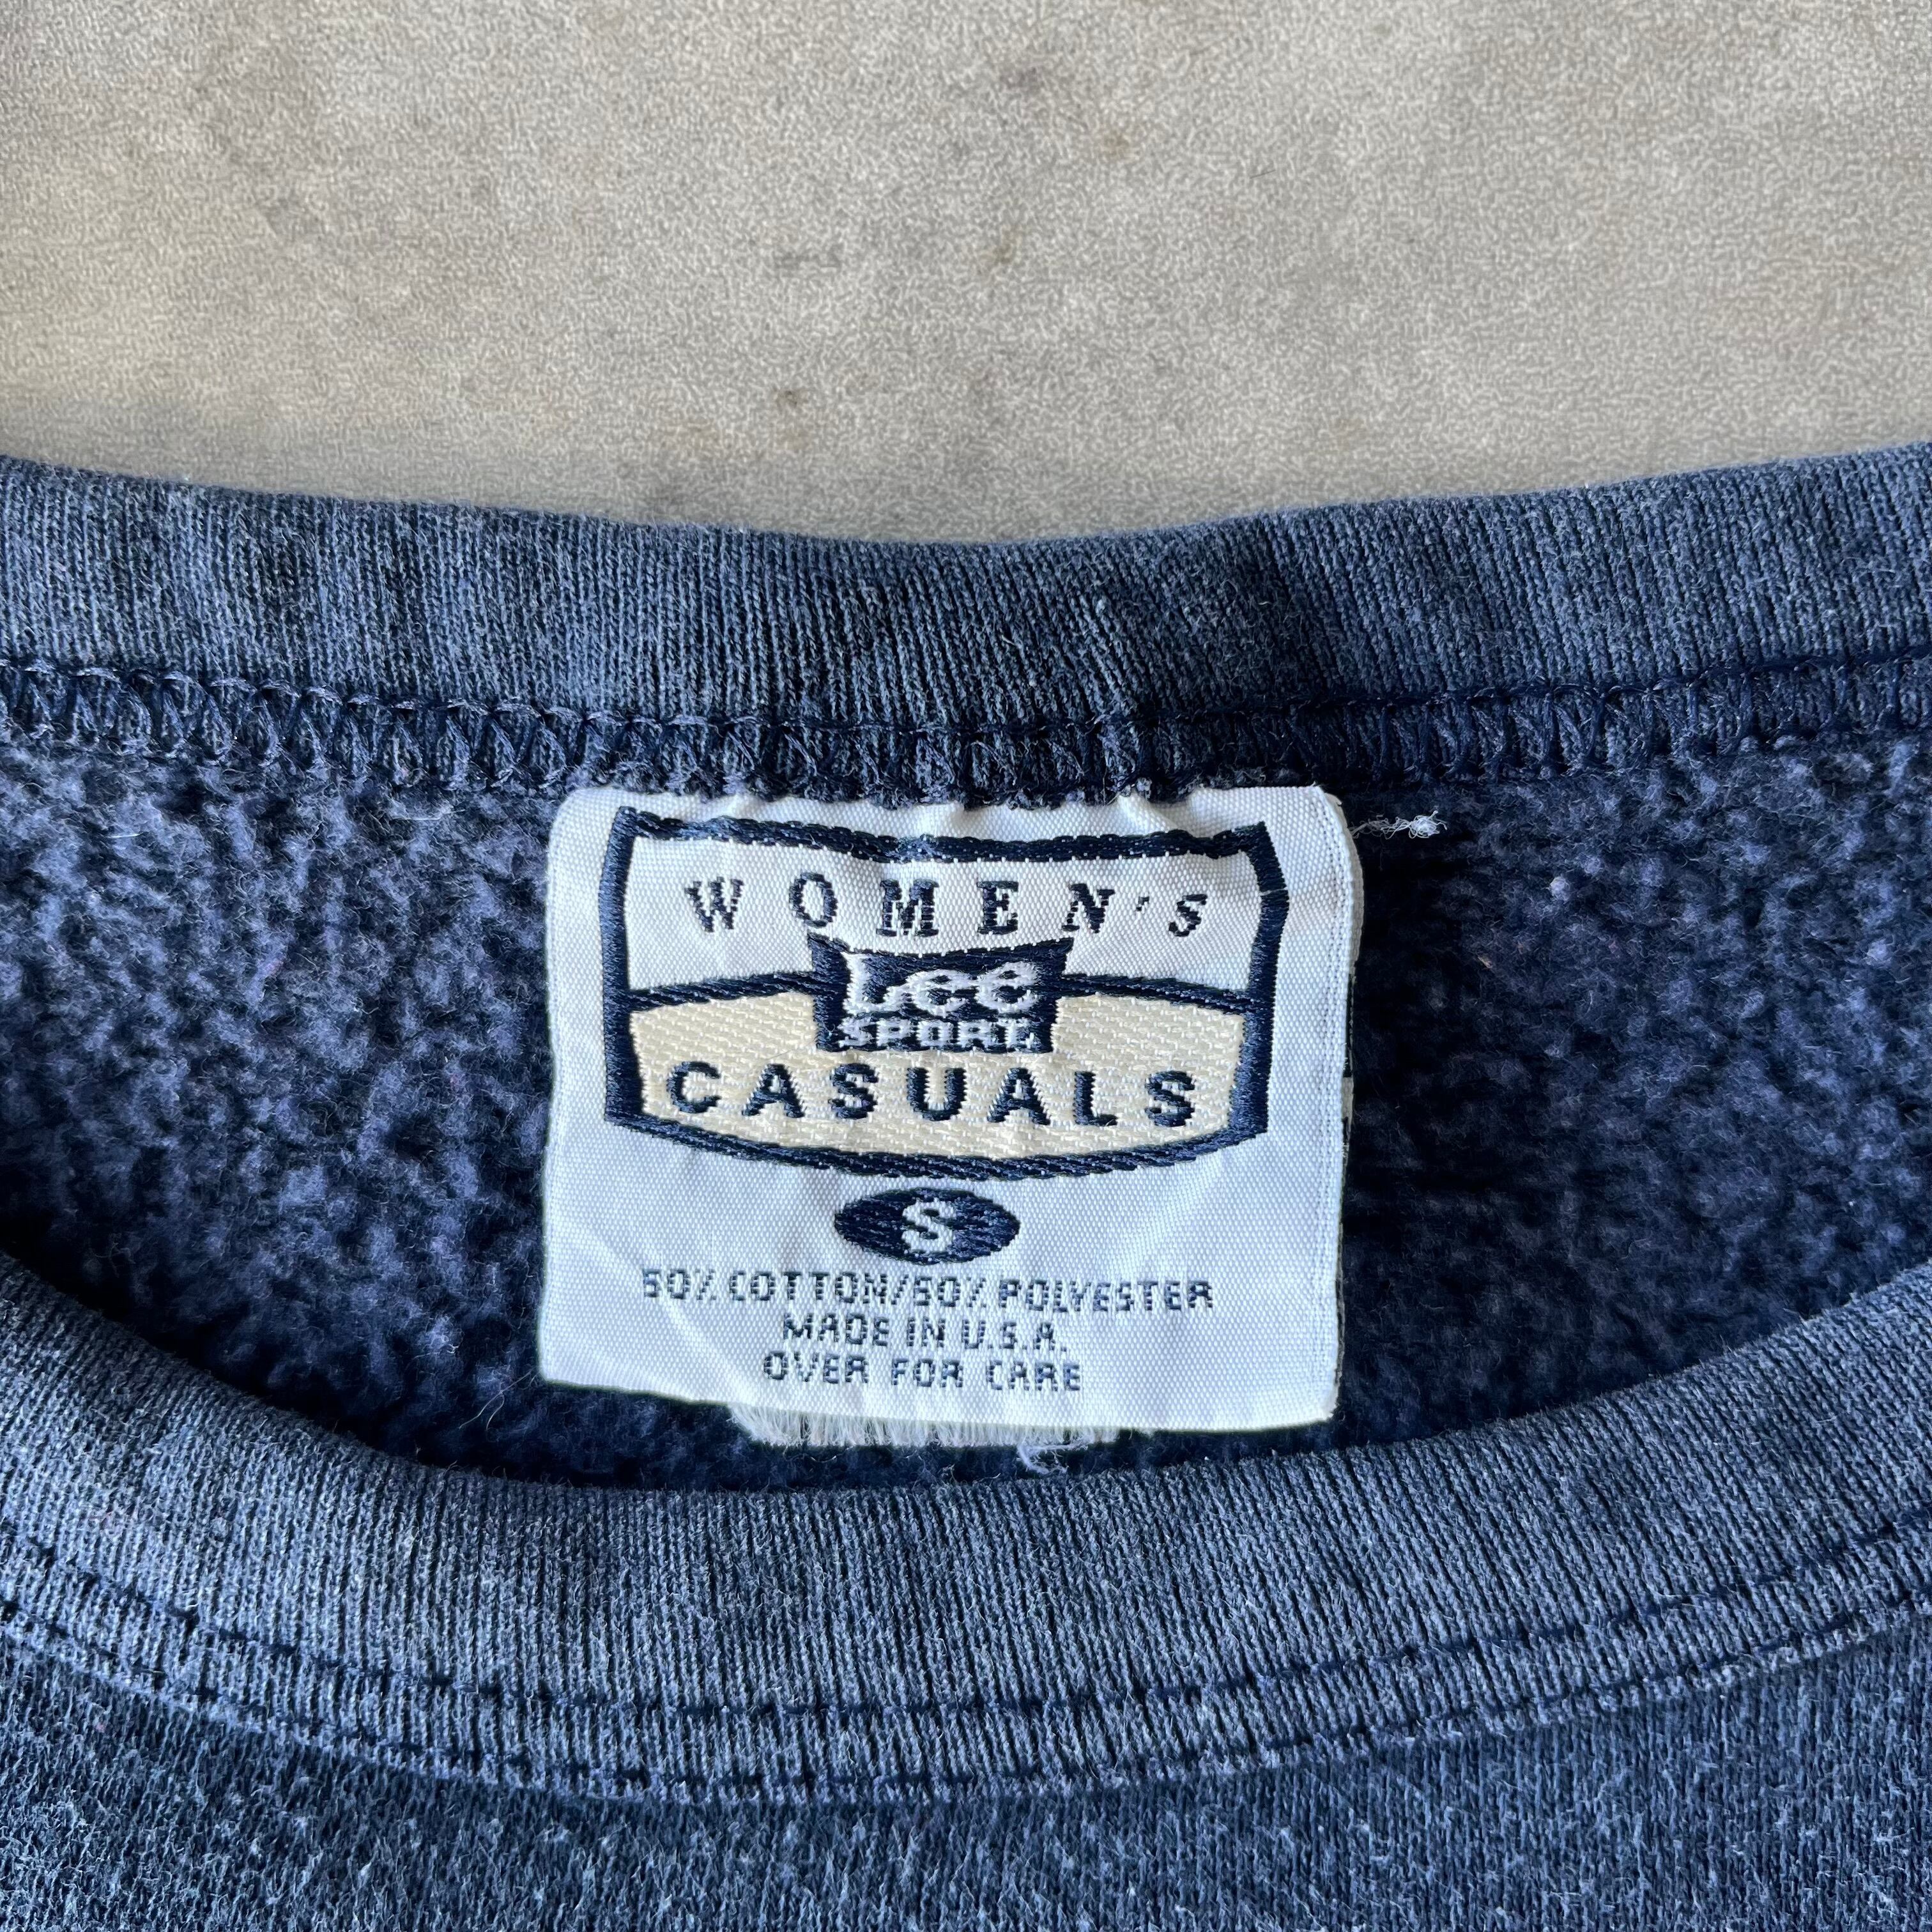 WOMEN'S
Lee
SPORT
CASUALS
S
50% COTTON/50% POLYESTER
MADE IN U.S.A.
OVER FOR CARE